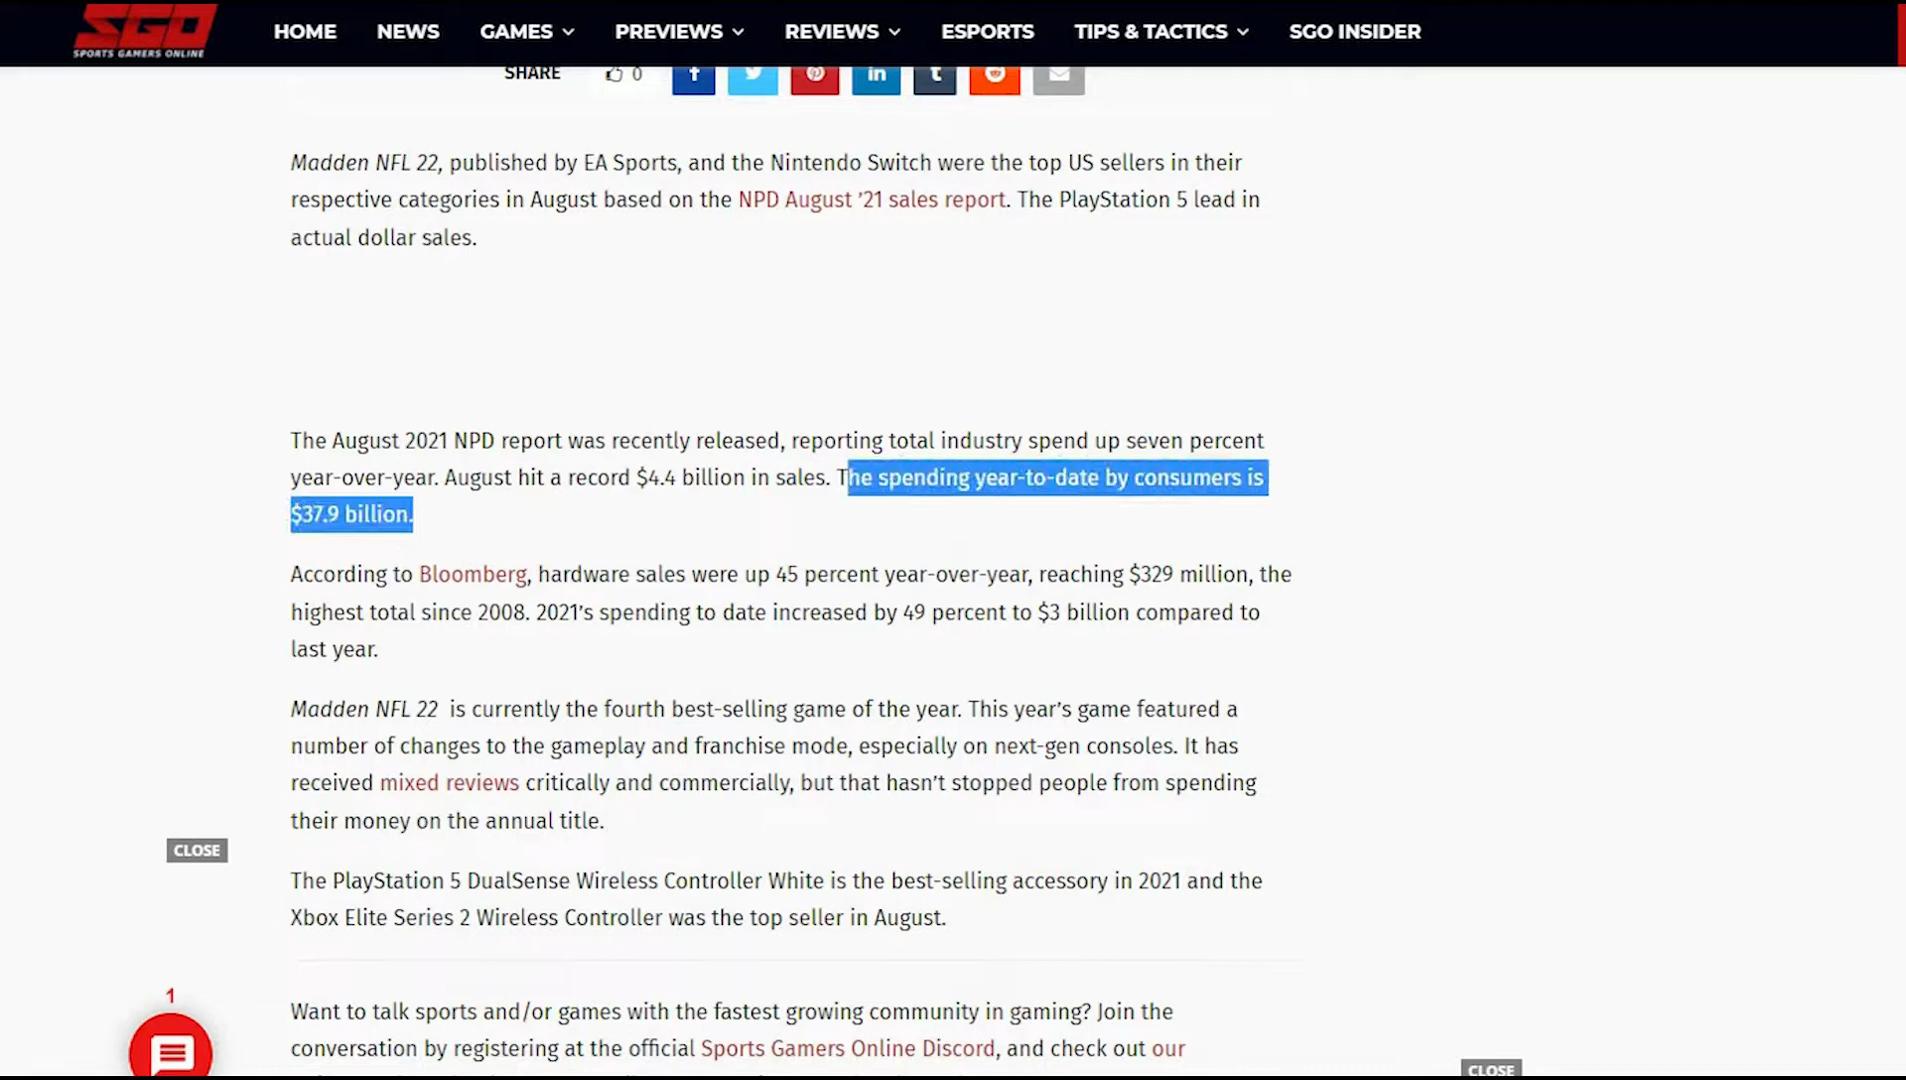 SGO
SPORTS GAMERS ONLINE
HOME NEWS GAMES PREVIEWS REVIEWS ESPORTS TIPS & TACTICS SGO INSIDER
SHARE 0
Madden NFL 22, published by EA Sports, and the Nintendo Switch were the top US sellers in their
respective categories in August based on the NPD August ’21 sales report. The PlayStation 5 lead in
actual dollar sales.
The August 2021 NPD report was recently released, reporting total industry spend up seven percent
year-over-year. August hit a record $4.4 billion in sales. The spending year-to-date by consumers is
$37.9 billion.
According to Bloomberg, hardware sales were up 45 percent year-over-year, reaching $329 million, the
highest total since 2008. 2021’s spending to date increased by 49 percent to $3 billion compared to
last year.
Madden NFL 22 is currently the fourth best-selling game of the year. This year’s game featured a
number of changes to the gameplay and franchise mode, especially on next-gen consoles. It has
received mixed reviews critically and commercially, but that hasn’t stopped people from spending
their money on the annual title.
CLOSE
The PlayStation 5 DualSense Wireless Controller White is the best-selling accessory in 2021 and the
Xbox Elite Series 2 Wireless Controller was the top seller in August.
1
Want to talk sports and/or games with the fastest growing community in gaming? Join the
conversation by registering at the official Sports Gamers Online Discord, and check out our
CLOSE